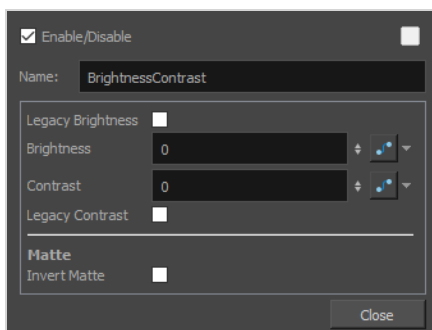 Enable/Disable
Name: BrightnessContrast
Legacy Brightness
Brightness 0
Contrast 0
Legacy Contrast
Matte
Invert Matte
Close